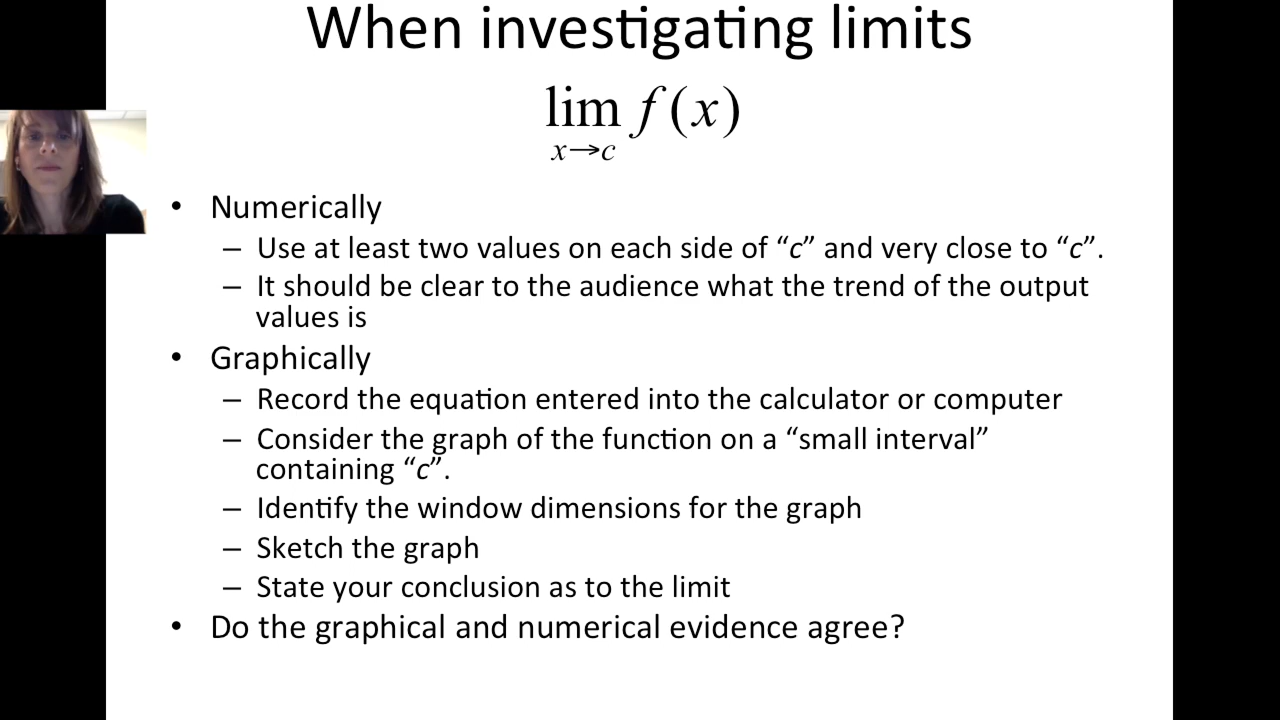 When investigating limits
lim f(x)
x→c
• Numerically
– Use at least two values on each side of “c” and very close to “c”.
– It should be clear to the audience what the trend of the output
values is
• Graphically
– Record the equation entered into the calculator or computer
– Consider the graph of the function on a “small interval”
containing “c”.
– Identify the window dimensions for the graph
– Sketch the graph
– State your conclusion as to the limit
• Do the graphical and numerical evidence agree?